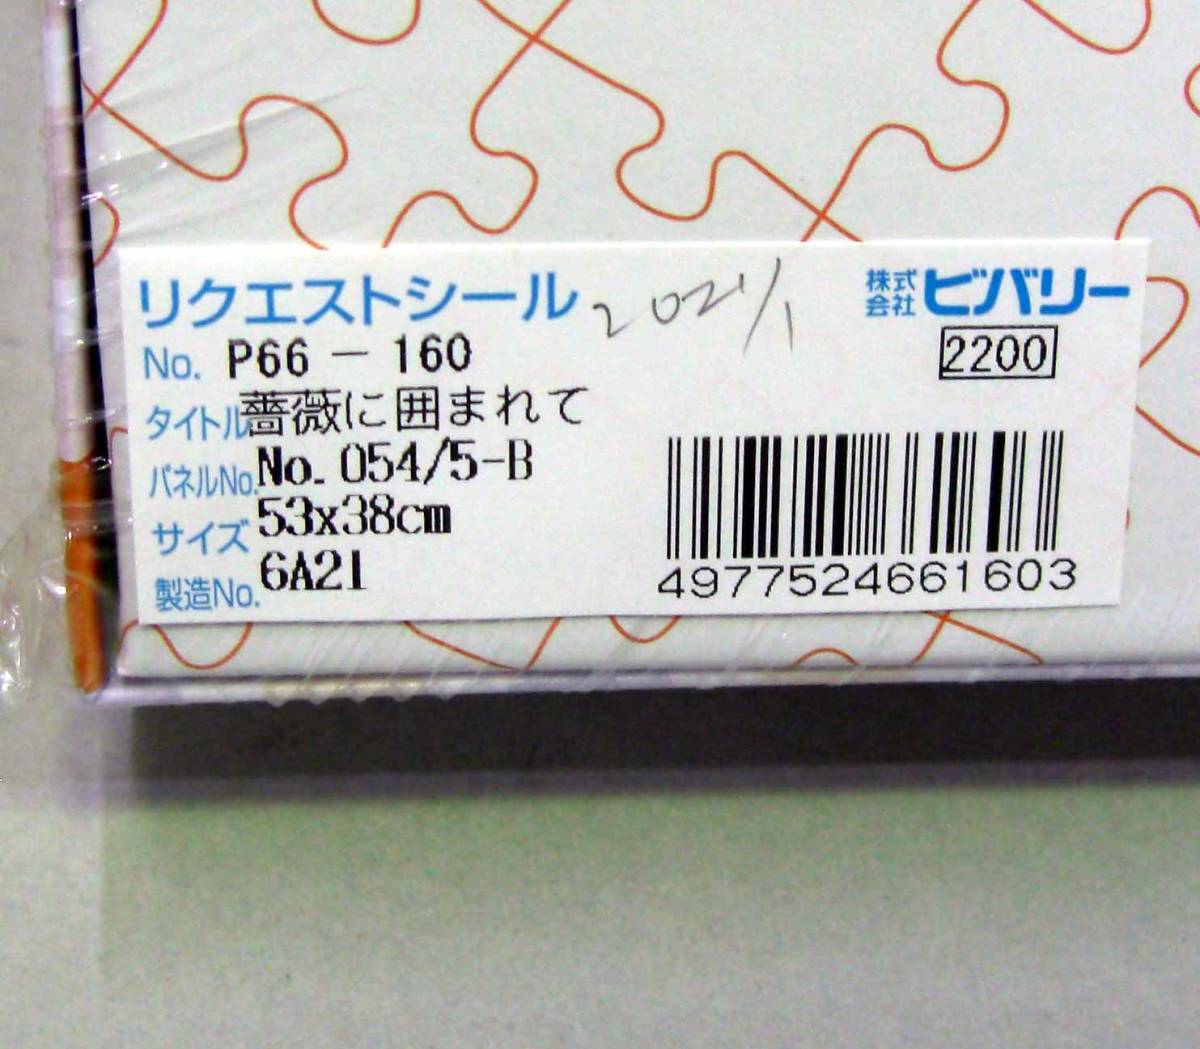 リクエストシール 2021/1 株式会社 ビバリー
No. P66 - 160 2200
タイトル 薔薇に囲まれて
パネルNo. No. 054/5-B
サイズ 53x38cm
製造No. 6A21
4977524661603